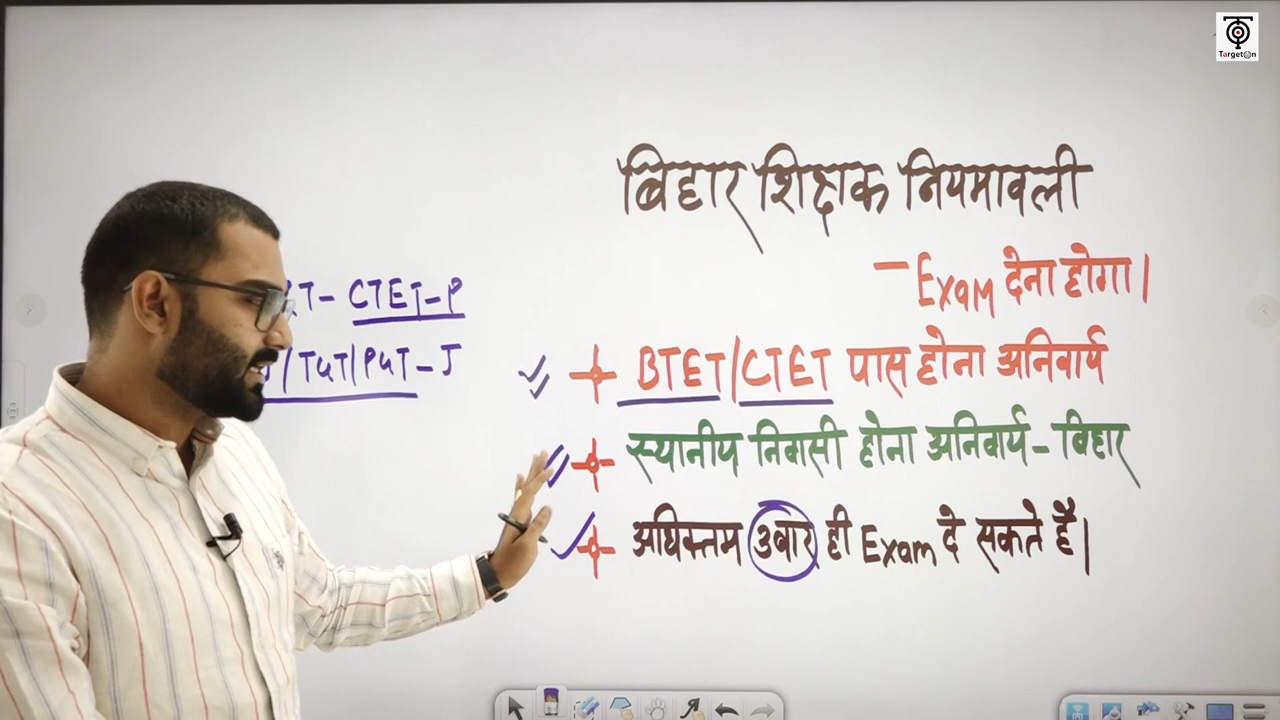 TargetOn
बिहार शिक्षक नियमावली
- Exam देना होगा।
CTET-P
BTET/CTET पास होना अनिवार्य
/TGT/PGT-J
स्थानीय निवासी होना अनिवार्य - बिहार
अधिकतम 3 बार ही Exam दे सकते है।